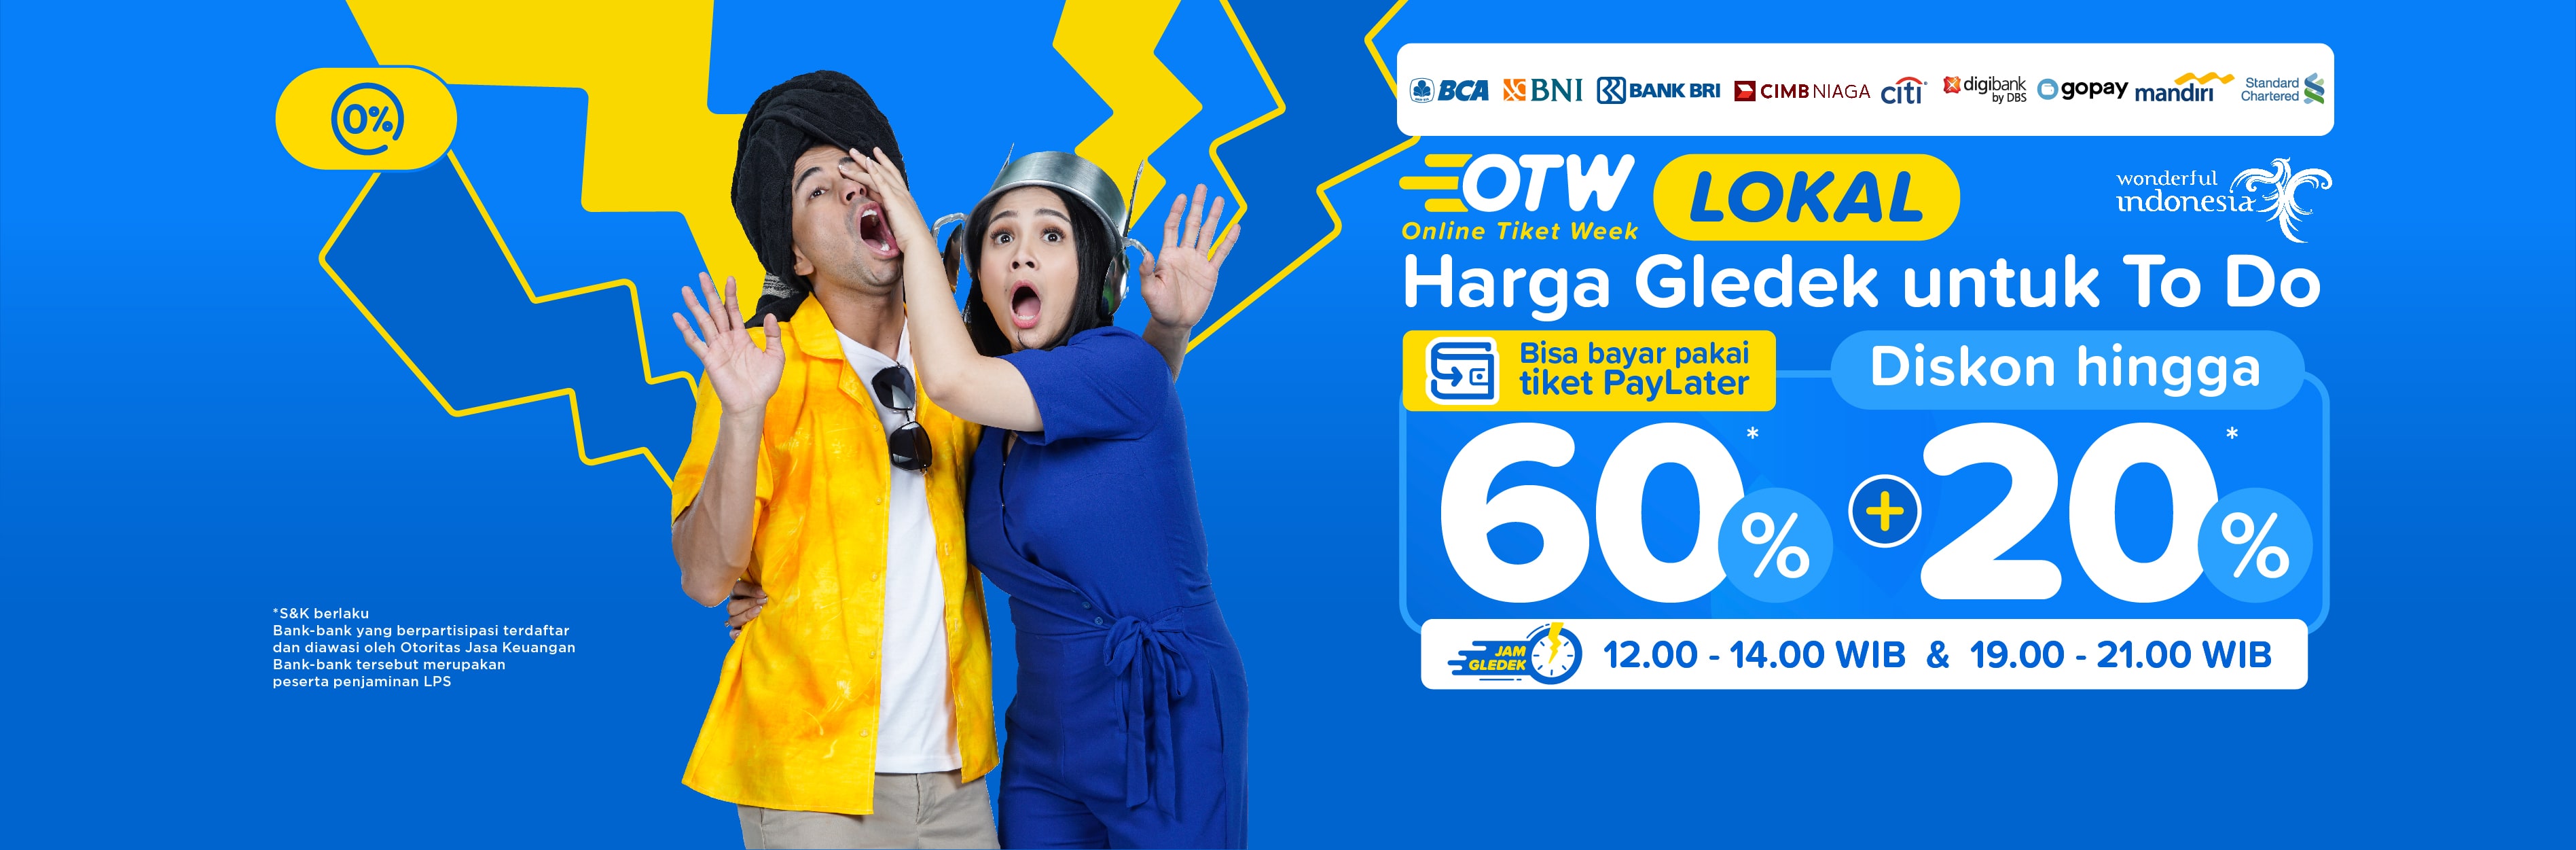 0%
BCA
BNI
BANK BRI
CIMB NIAGA
citi
digibank
by DBS
gopay
mandiri
Standard
Chartered
OTW
Online Tiket Week
LOKAL
wonderful
indonesia
Harga Gledek untuk To Do
Bisa bayar pakai
tiket PayLater
Diskon hingga
60%* + 20%*
JAM
GLEDEK
12.00 - 14.00 WIB & 19.00 - 21.00 WIB
*S&K berlaku
Bank-bank yang berpartisipasi terdaftar
dan diawasi oleh Otoritas Jasa Keuangan
Bank-bank tersebut merupakan
peserta penjaminan LPS